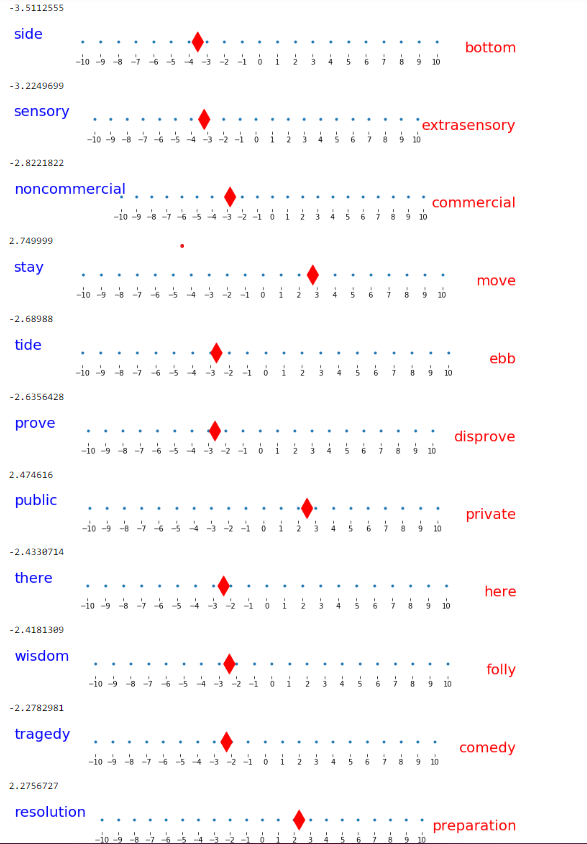 -3.5112555
side bottom
−10 −9 −8 −7 −6 −5 −4 −3 −2 −1 0 1 2 3 4 5 6 7 8 9 10
-3.2249699
sensory extrasensory
−10 −9 −8 −7 −6 −5 −4 −3 −2 −1 0 1 2 3 4 5 6 7 8 9 10
-2.8221822
noncommercial commercial
−10 −9 −8 −7 −6 −5 −4 −3 −2 −1 0 1 2 3 4 5 6 7 8 9 10
2.749999
stay move
−10 −9 −8 −7 −6 −5 −4 −3 −2 −1 0 1 2 3 4 5 6 7 8 9 10
-2.68988
tide ebb
−10 −9 −8 −7 −6 −5 −4 −3 −2 −1 0 1 2 3 4 5 6 7 8 9 10
-2.6356428
prove disprove
−10 −9 −8 −7 −6 −5 −4 −3 −2 −1 0 1 2 3 4 5 6 7 8 9 10
2.474616
public private
−10 −9 −8 −7 −6 −5 −4 −3 −2 −1 0 1 2 3 4 5 6 7 8 9 10
-2.4330714
there here
−10 −9 −8 −7 −6 −5 −4 −3 −2 −1 0 1 2 3 4 5 6 7 8 9 10
-2.4181309
wisdom folly
−10 −9 −8 −7 −6 −5 −4 −3 −2 −1 0 1 2 3 4 5 6 7 8 9 10
-2.2782981
tragedy comedy
−10 −9 −8 −7 −6 −5 −4 −3 −2 −1 0 1 2 3 4 5 6 7 8 9 10
2.2756727
resolution preparation
−10 −9 −8 −7 −6 −5 −4 −3 −2 −1 0 1 2 3 4 5 6 7 8 9 10